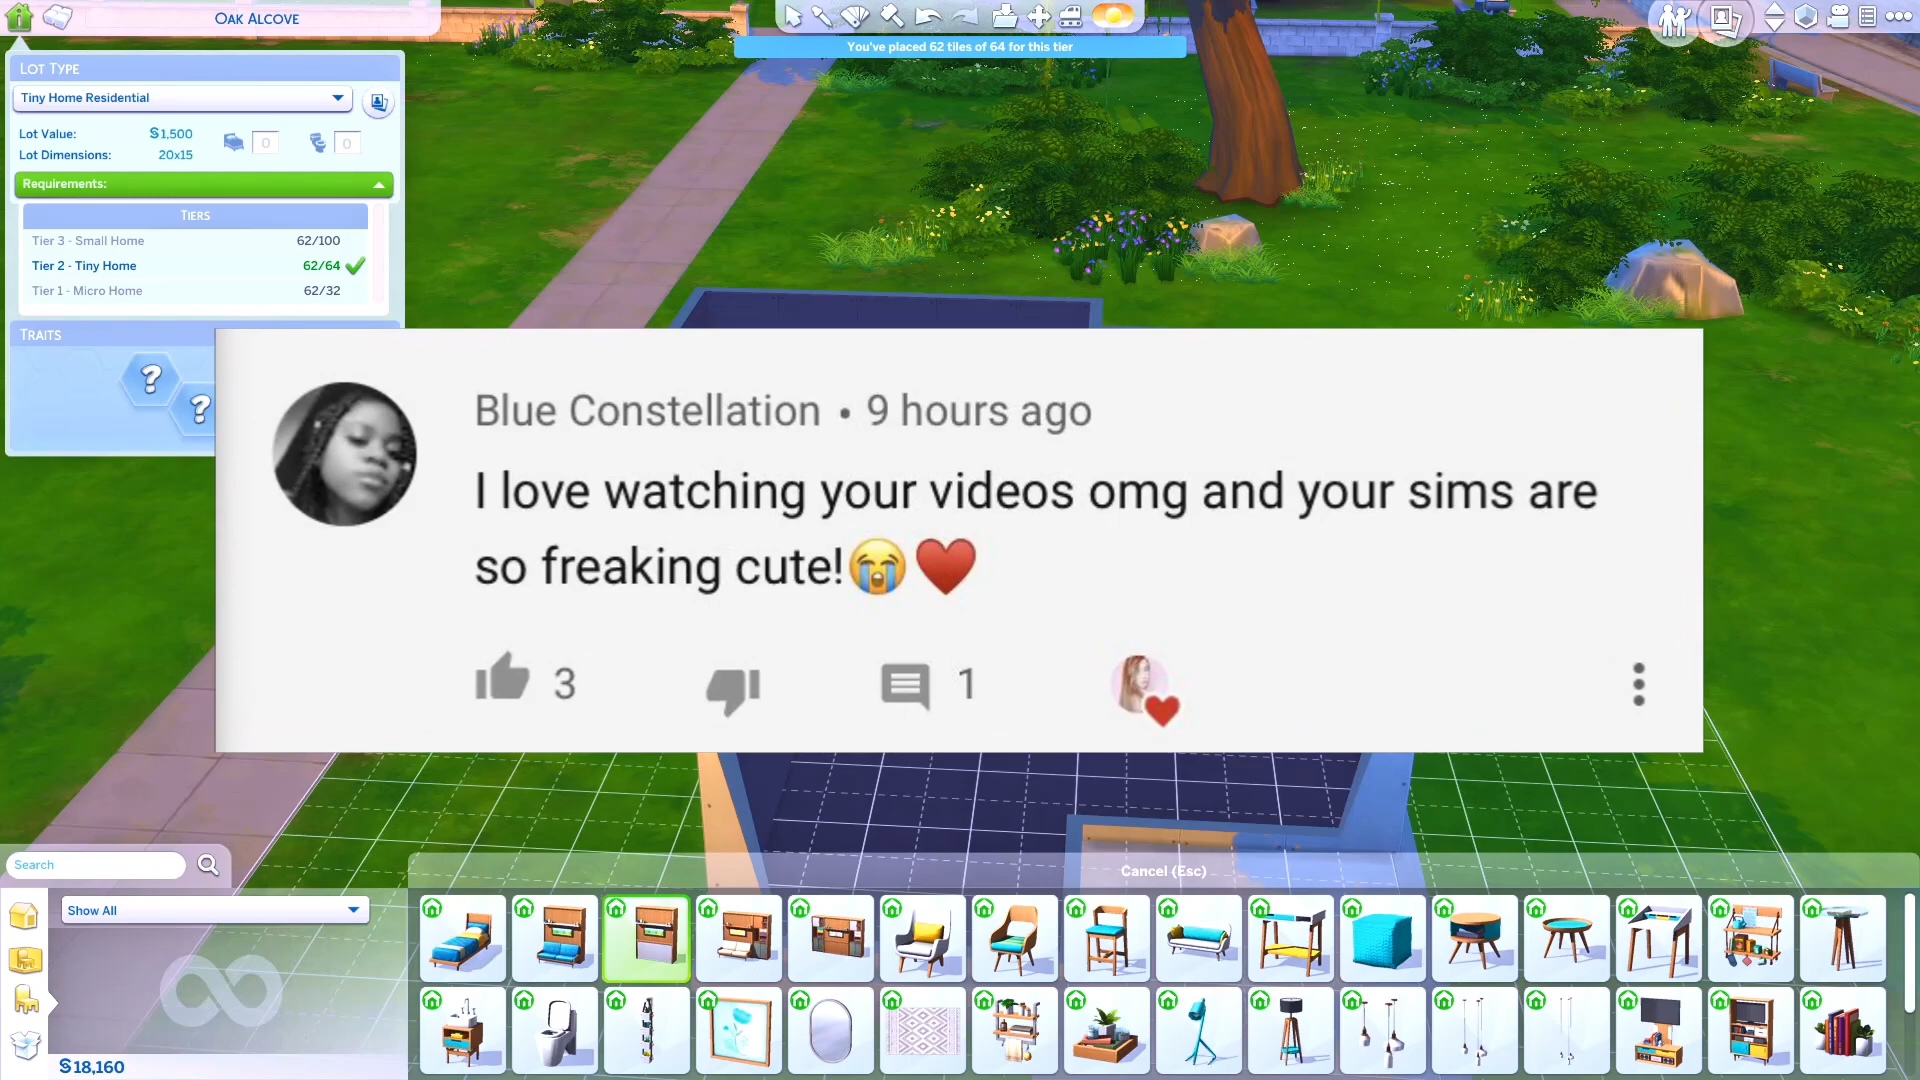 OAK ALCOVE
You've placed 62 tiles of 64 for this tier
LOT TYPE
Tiny Home Residential
Lot Value: §1,500
0
0
Lot Dimensions: 20x15
Requirements:
TIERS
Tier 3 - Small Home 62/100
Tier 2 - Tiny Home 62/64
Tier 1 - Micro Home 62/32
TRAITS
?
?
Blue Constellation • 9 hours ago
I love watching your videos omg and your sims are
so freaking cute!😭❤️
3
1
Search
Cancel (Esc)
Show All
§18,160